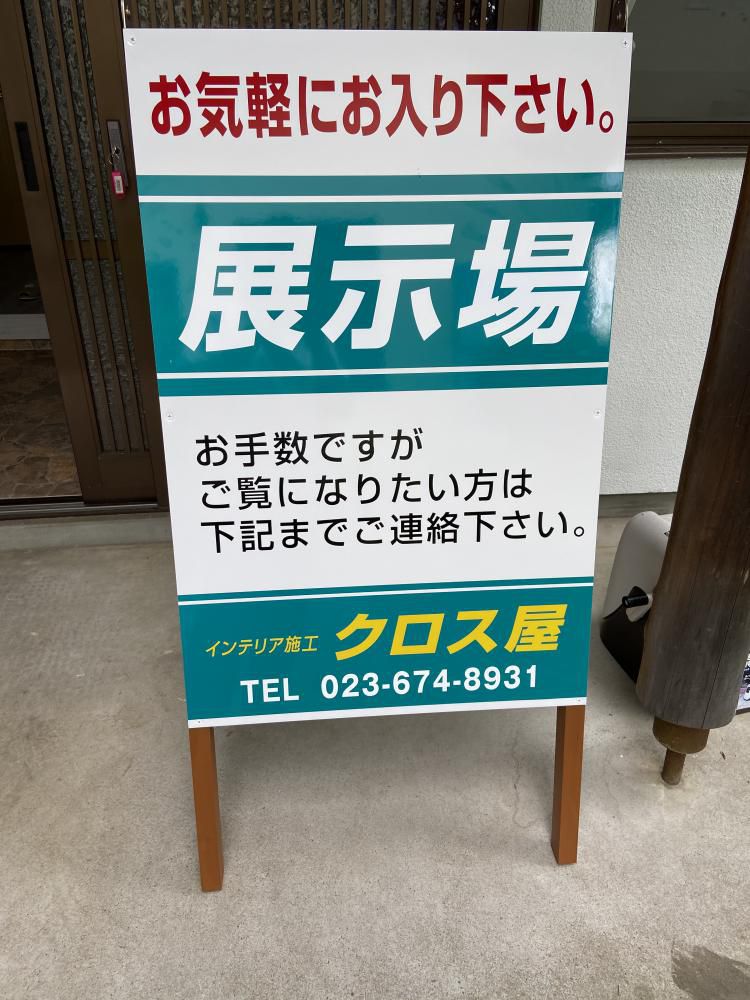 お気軽にお入り下さい。
展示場
お手数ですが
ご覧になりたい方は
下記までご連絡下さい。
インテリア施工 クロス屋
TEL 023-674-8931